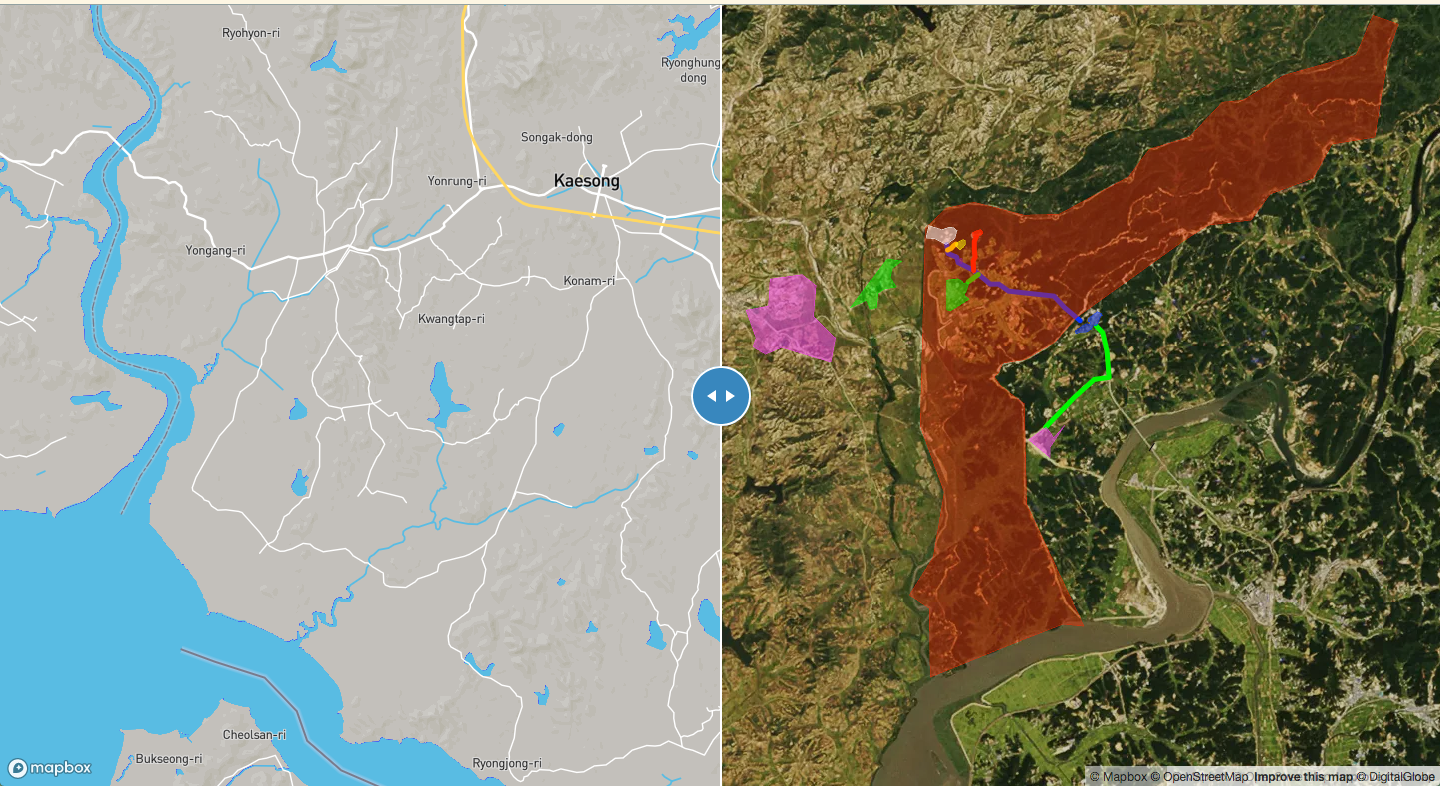 Ryohyon-ri
Ryonghung
dong
Songak-dong
Yonrung-ri
Kaesong
Yongang-ri
Konam-ri
Kwangtap-ri
Cheolsan-ri
Bukseong-ri
Ryongjong-ri
mapbox
© Mapbox © OpenStreetMap Improve this map © DigitalGlobe